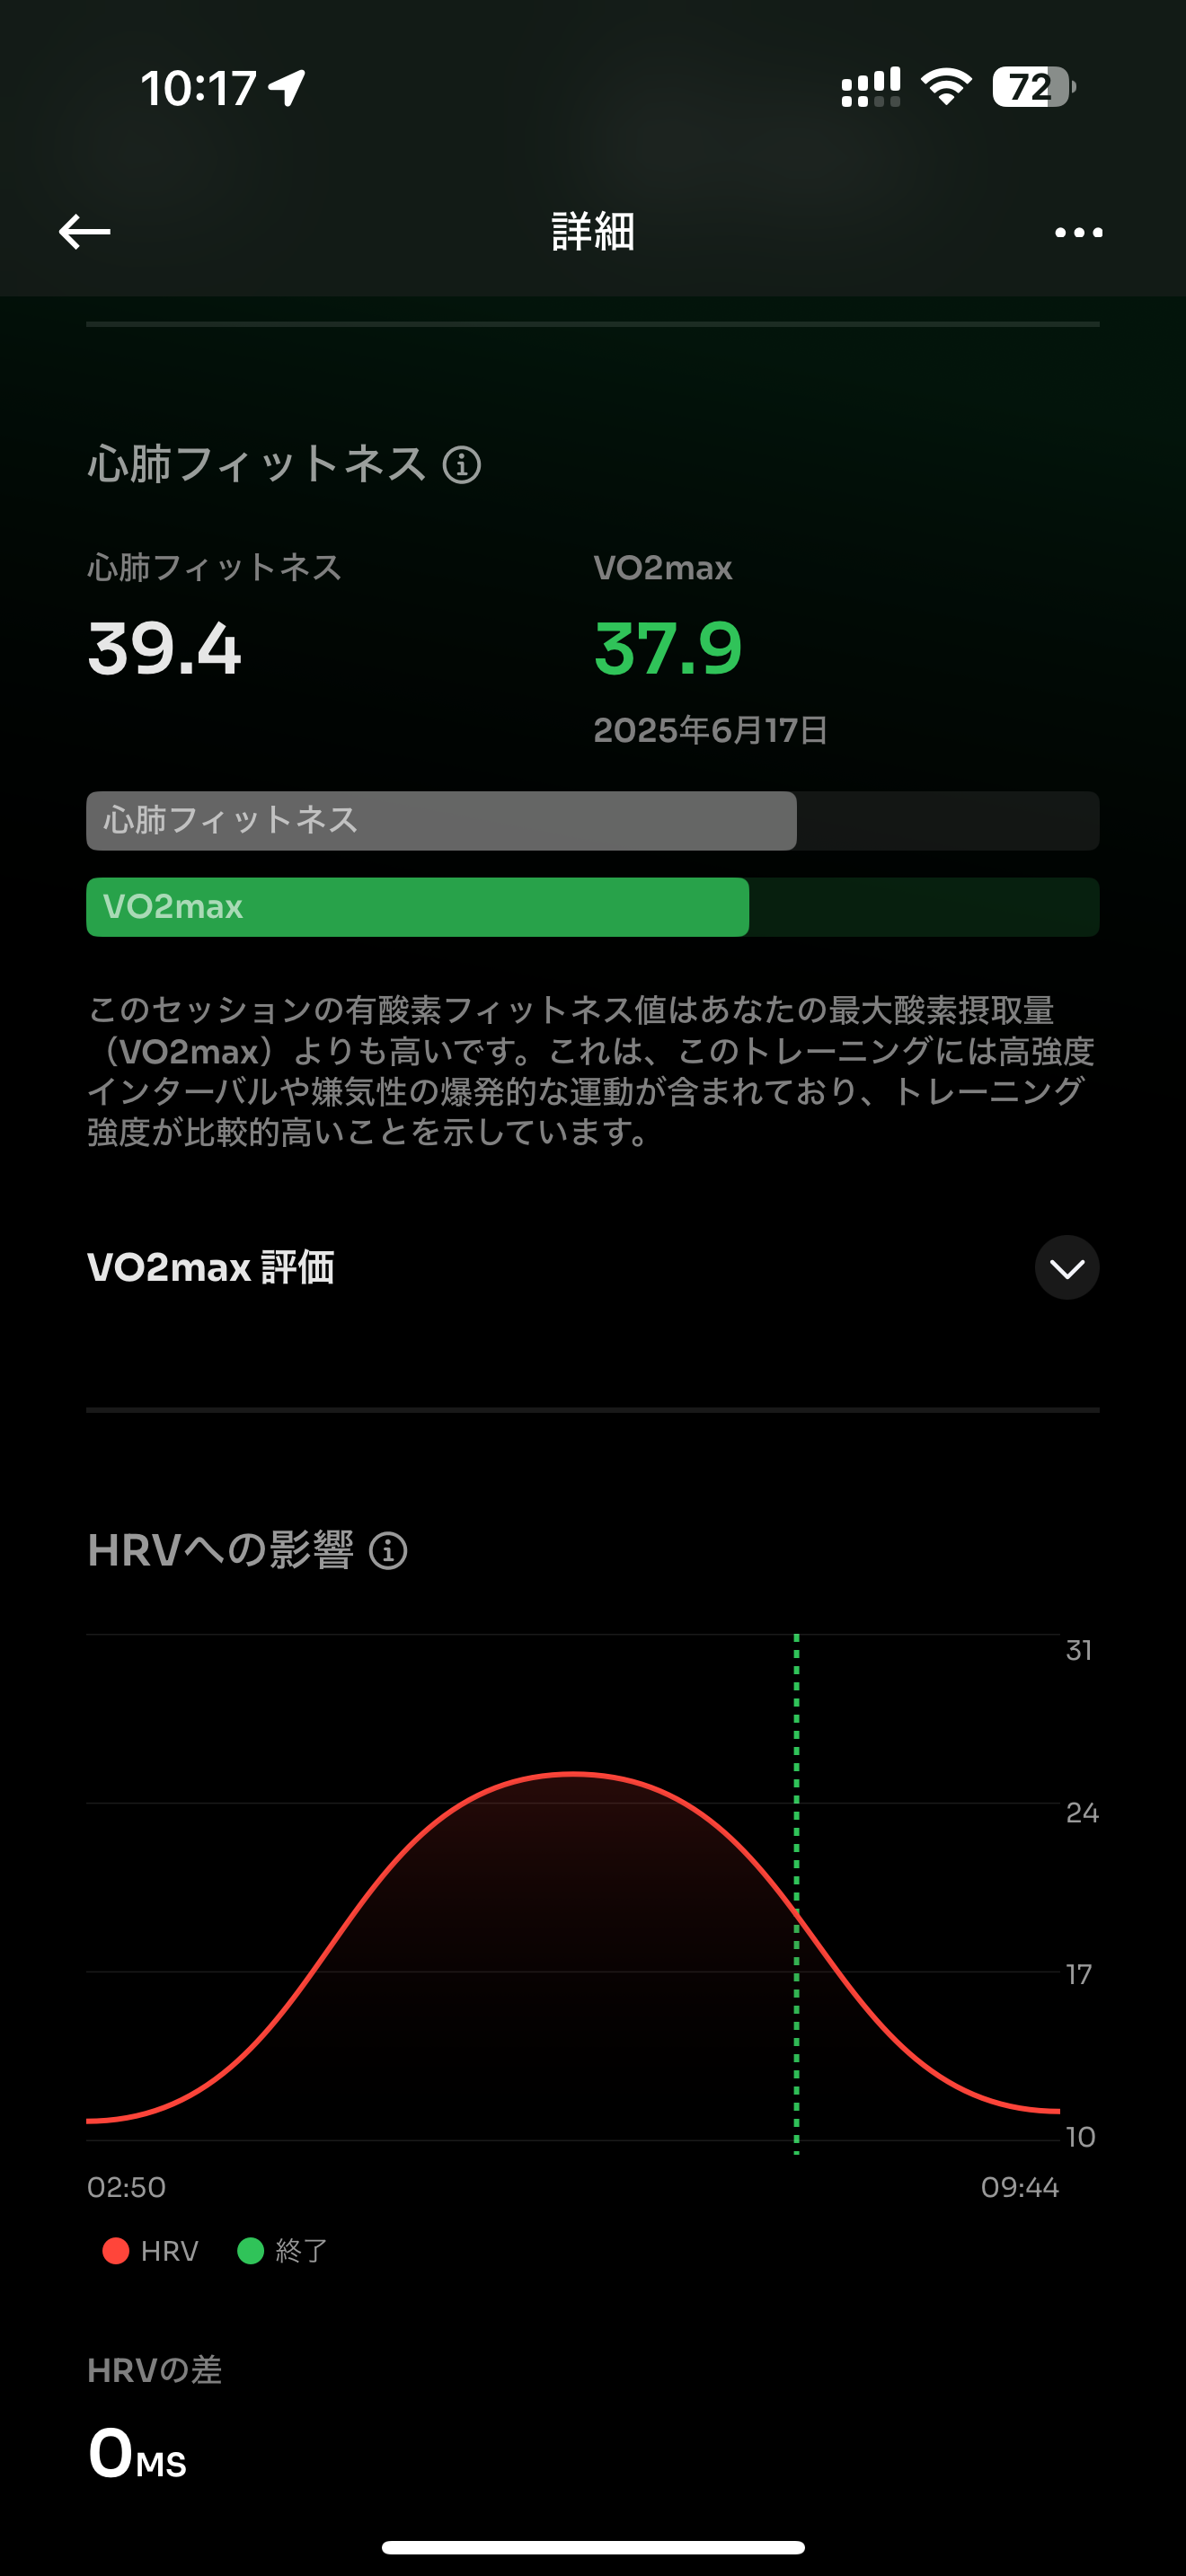 10:17
72
詳細
心肺フィットネス
心肺フィットネス
VO2max
39.4
37.9
2025年6月17日
心肺フィットネス
VO2max
このセッションの有酸素フィットネス値はあなたの最大酸素摂取量
（VO2max）よりも高いです。これは、このトレーニングには高強度
インターバルや嫌気性の爆発的な運動が含まれており、トレーニング
強度が比較的高いことを示しています。
VO2max 評価
HRVへの影響
31
24
17
10
02:50
09:44
HRV
終了
HRVの差
0MS